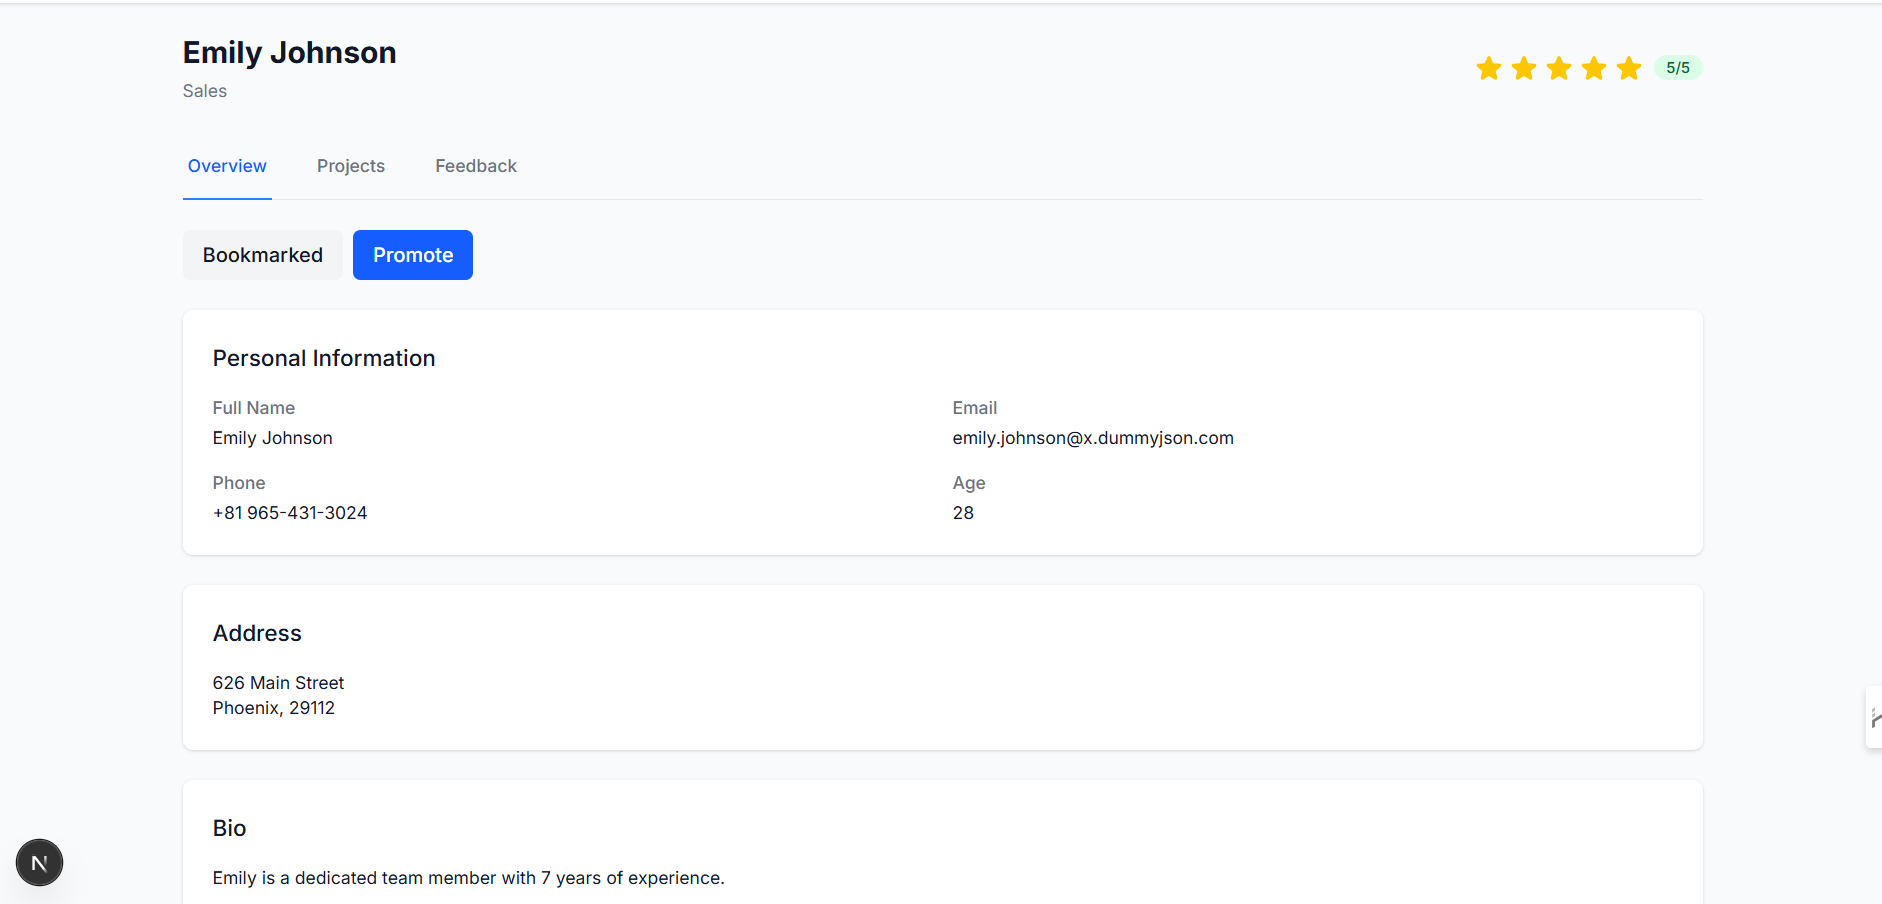 Emily Johnson
Sales
5/5
Overview Projects Feedback
Bookmarked Promote
Personal Information
Full Name Email
Emily Johnson emily.johnson@x.dummyjson.com
Phone Age
+81 965-431-3024 28
Address
626 Main Street
Phoenix, 29112
Bio
Emily is a dedicated team member with 7 years of experience.
N